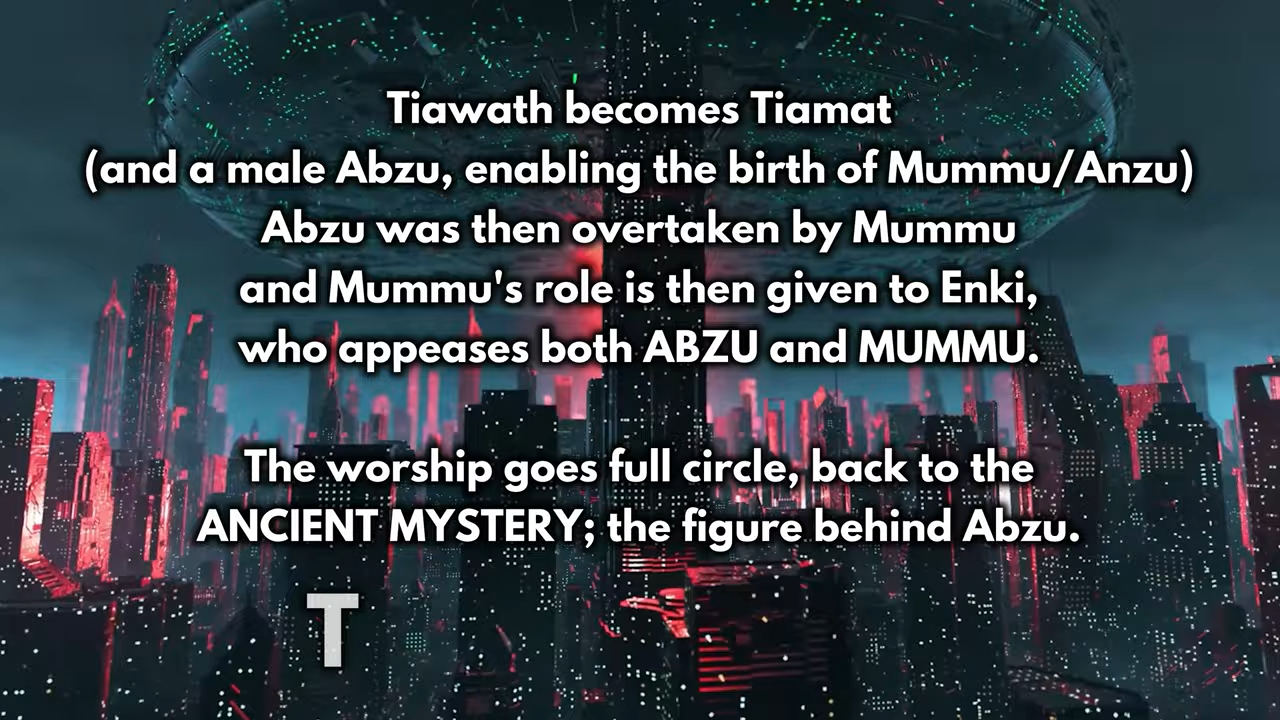 Tiawath becomes Tiamat
(and a male Abzu, enabling the birth of Mummu/Anzu)
Abzu was then overtaken by Mummu
and Mummu's role is then given to Enki,
who appeases both ABZU and MUMMU.
The worship goes full circle, back to the
ANCIENT MYSTERY; the figure behind Abzu.
T